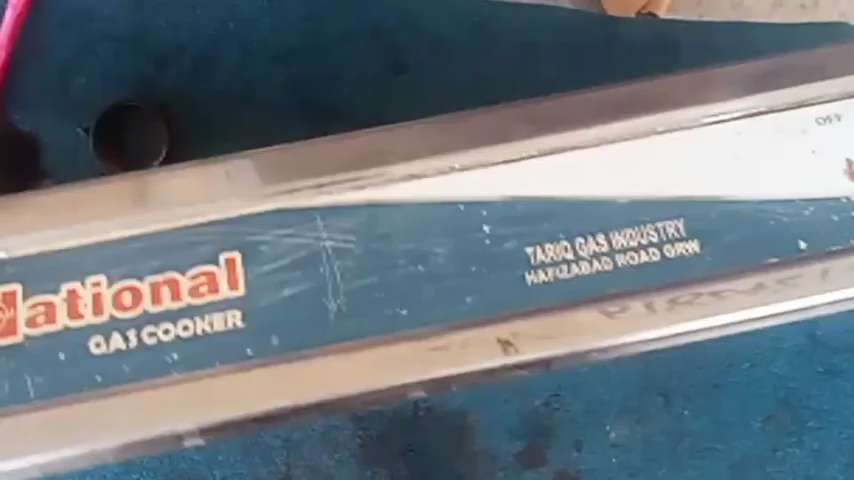 National
GAS COOKER
TARIQ GAS INDUSTRY
HAFIZABAD ROAD GRW
OFF